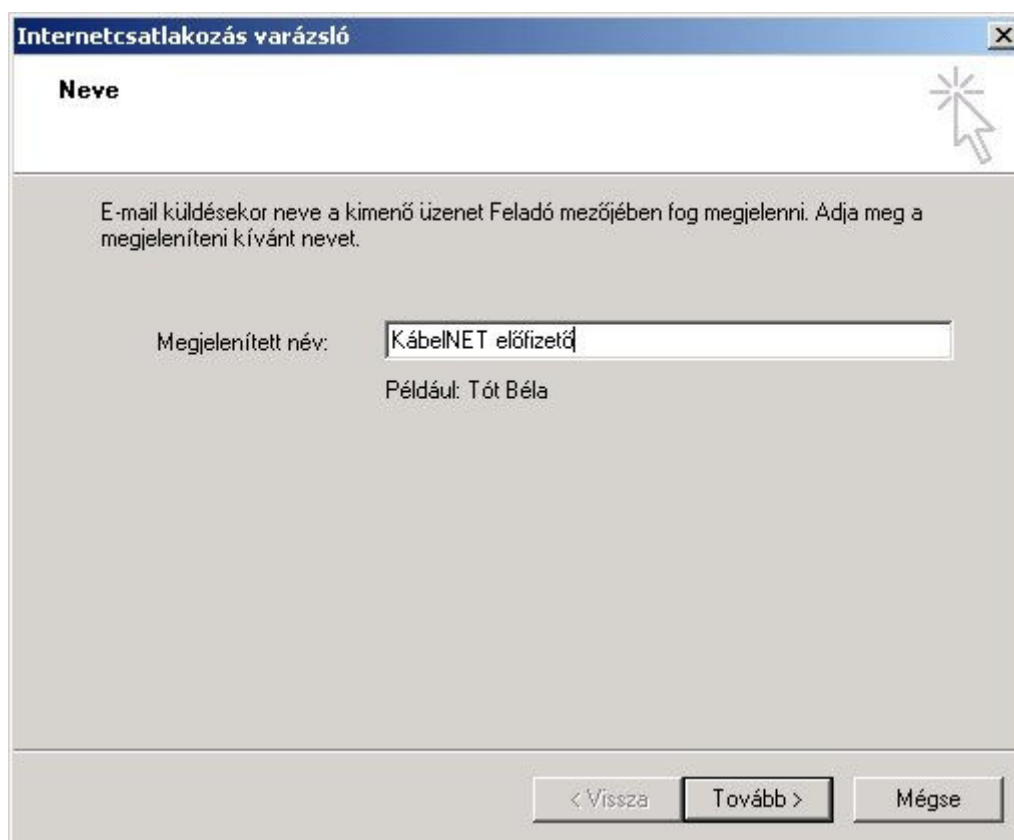 Internetcsatlakozás varázsló
Neve
E-mail küldésekor neve a kimenő üzenet Feladó mezőjében fog megjelenni. Adja meg a
megjeleníteni kívánt nevet.
Megjelenített név: KábelNET előfizető
Például: Tót Béla
< Vissza Tovább > Mégse